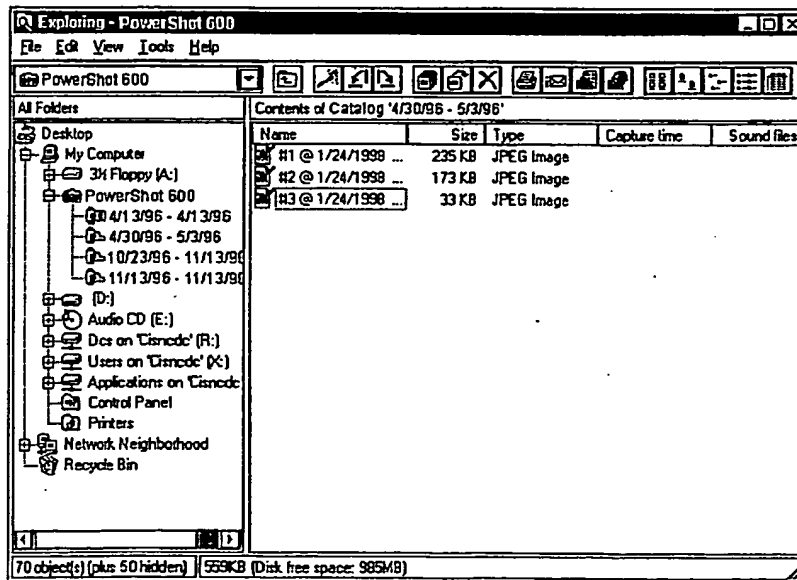 Exploring - PowerShot 600
File Edit View Tools Help
PowerShot 600
All Folders
Contents of Catalog '4/30/96 - 5/3/96'
Name Size Type Capture time Sound files
Desktop
My Computer
3½ Floppy (A:)
PowerShot 600
4/13/96 - 4/13/96
4/30/96 - 5/3/96
10/23/96 - 11/13/96
11/13/96 - 11/13/96
(D:)
Audio CD (E:)
Dcs on 'Cisncdc' (R:)
Users on 'Cisncdc' (X:)
Applications on 'Cisncdc
Control Panel
Printers
Network Neighborhood
Recycle Bin
#1 @ 1/24/1998 ... 235 KB JPEG Image
#2 @ 1/24/1998 ... 173 KB JPEG Image
#3 @ 1/24/1998 ... 33 KB JPEG Image
70 object(s) (plus 50 hidden) 559KB (Disk free space: 985MB)